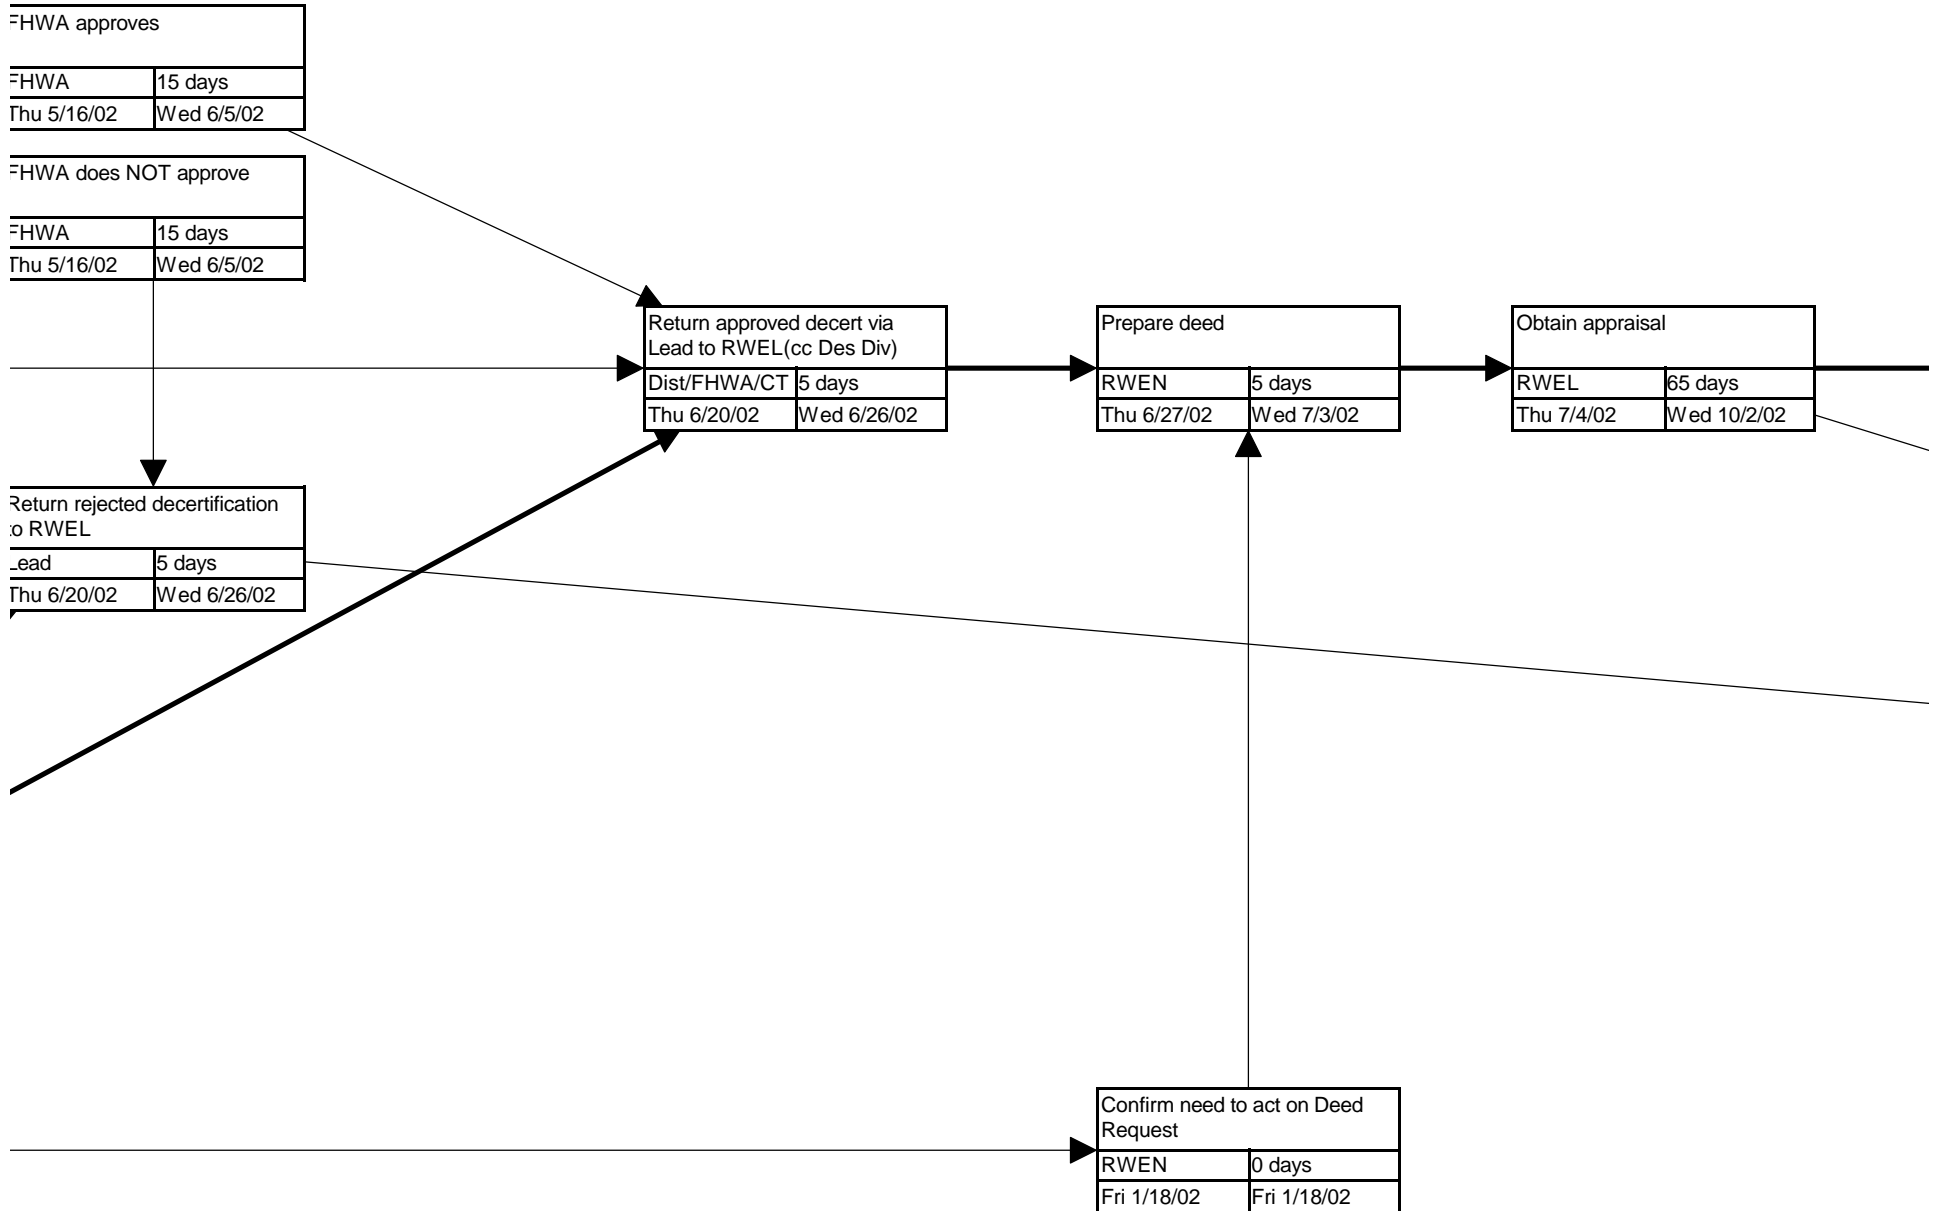 FHWA approves
FHWA 15 days
Thu 5/16/02 Wed 6/5/02
FHWA does NOT approve
FHWA 15 days
Thu 5/16/02 Wed 6/5/02
Return approved decert via
Lead to RWEL(cc Des Div)
Dist/FHWA/CT 5 days
Thu 6/20/02 Wed 6/26/02
Prepare deed
RWEN 5 days
Thu 6/27/02 Wed 7/3/02
Obtain appraisal
RWEL 65 days
Thu 7/4/02 Wed 10/2/02
Return rejected decertification
to RWEL
Lead 5 days
Thu 6/20/02 Wed 6/26/02
Confirm need to act on Deed
Request
RWEN 0 days
Fri 1/18/02 Fri 1/18/02